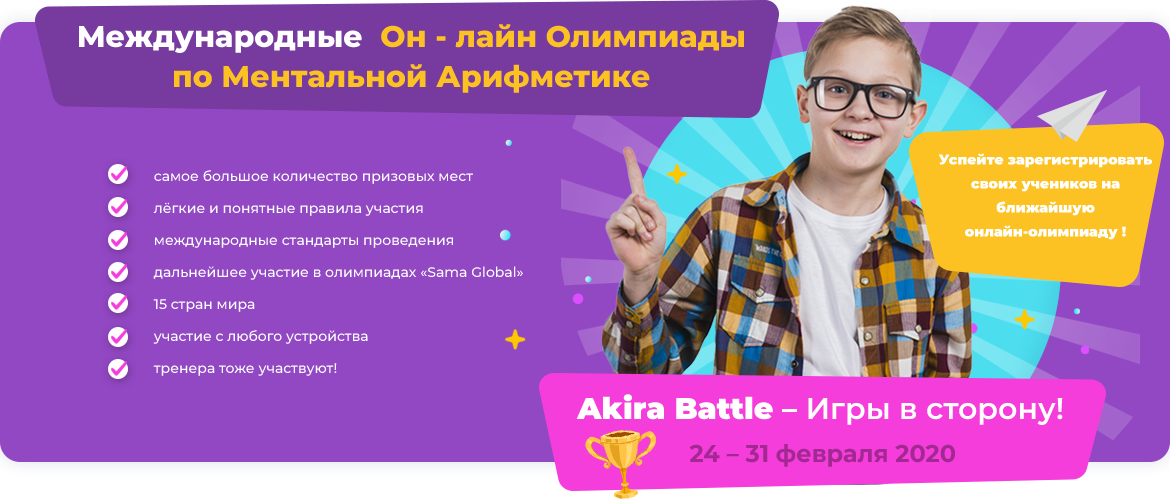 Международные Он - лайн Олимпиады
по Ментальной Арифметике
самое большое количество призовых мест
лёгкие и понятные правила участия
международные стандарты проведения
дальнейшее участие в олимпиадах «Sama Global»
15 стран мира
участие с любого устройства
тренера тоже участвуют!
Успейте зарегистрировать
своих учеников на
ближайшую
онлайн-олимпиаду !
Akira Battle – Игры в сторону!
24 – 31 февраля 2020